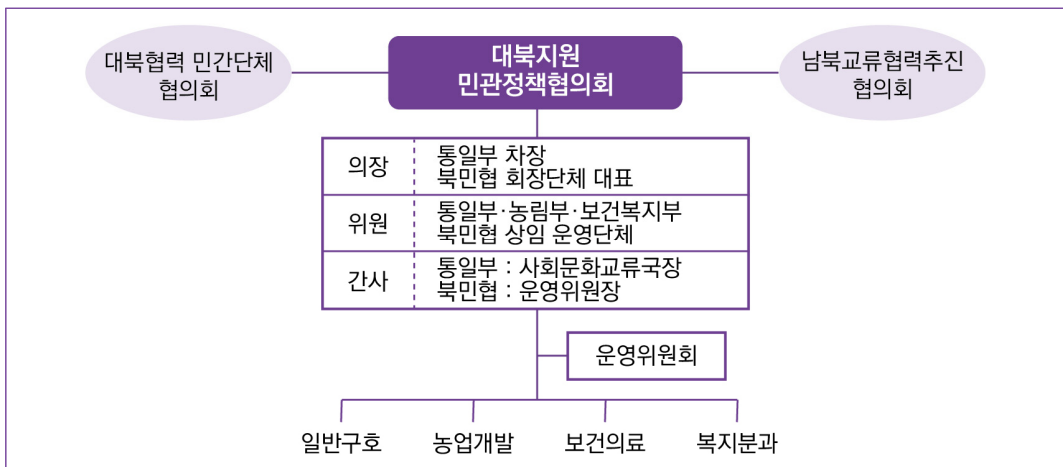 대북협력 민간단체
협의회
대북지원
민관정책협의회
남북교류협력추진
협의회
의장
통일부 차장
북민협 회장단체 대표
위원
통일부·농림부·보건복지부
북민협 상임 운영단체
간사
통일부 : 사회문화교류국장
북민협 : 운영위원장
운영위원회
일반구호
농업개발
보건의료
복지분과